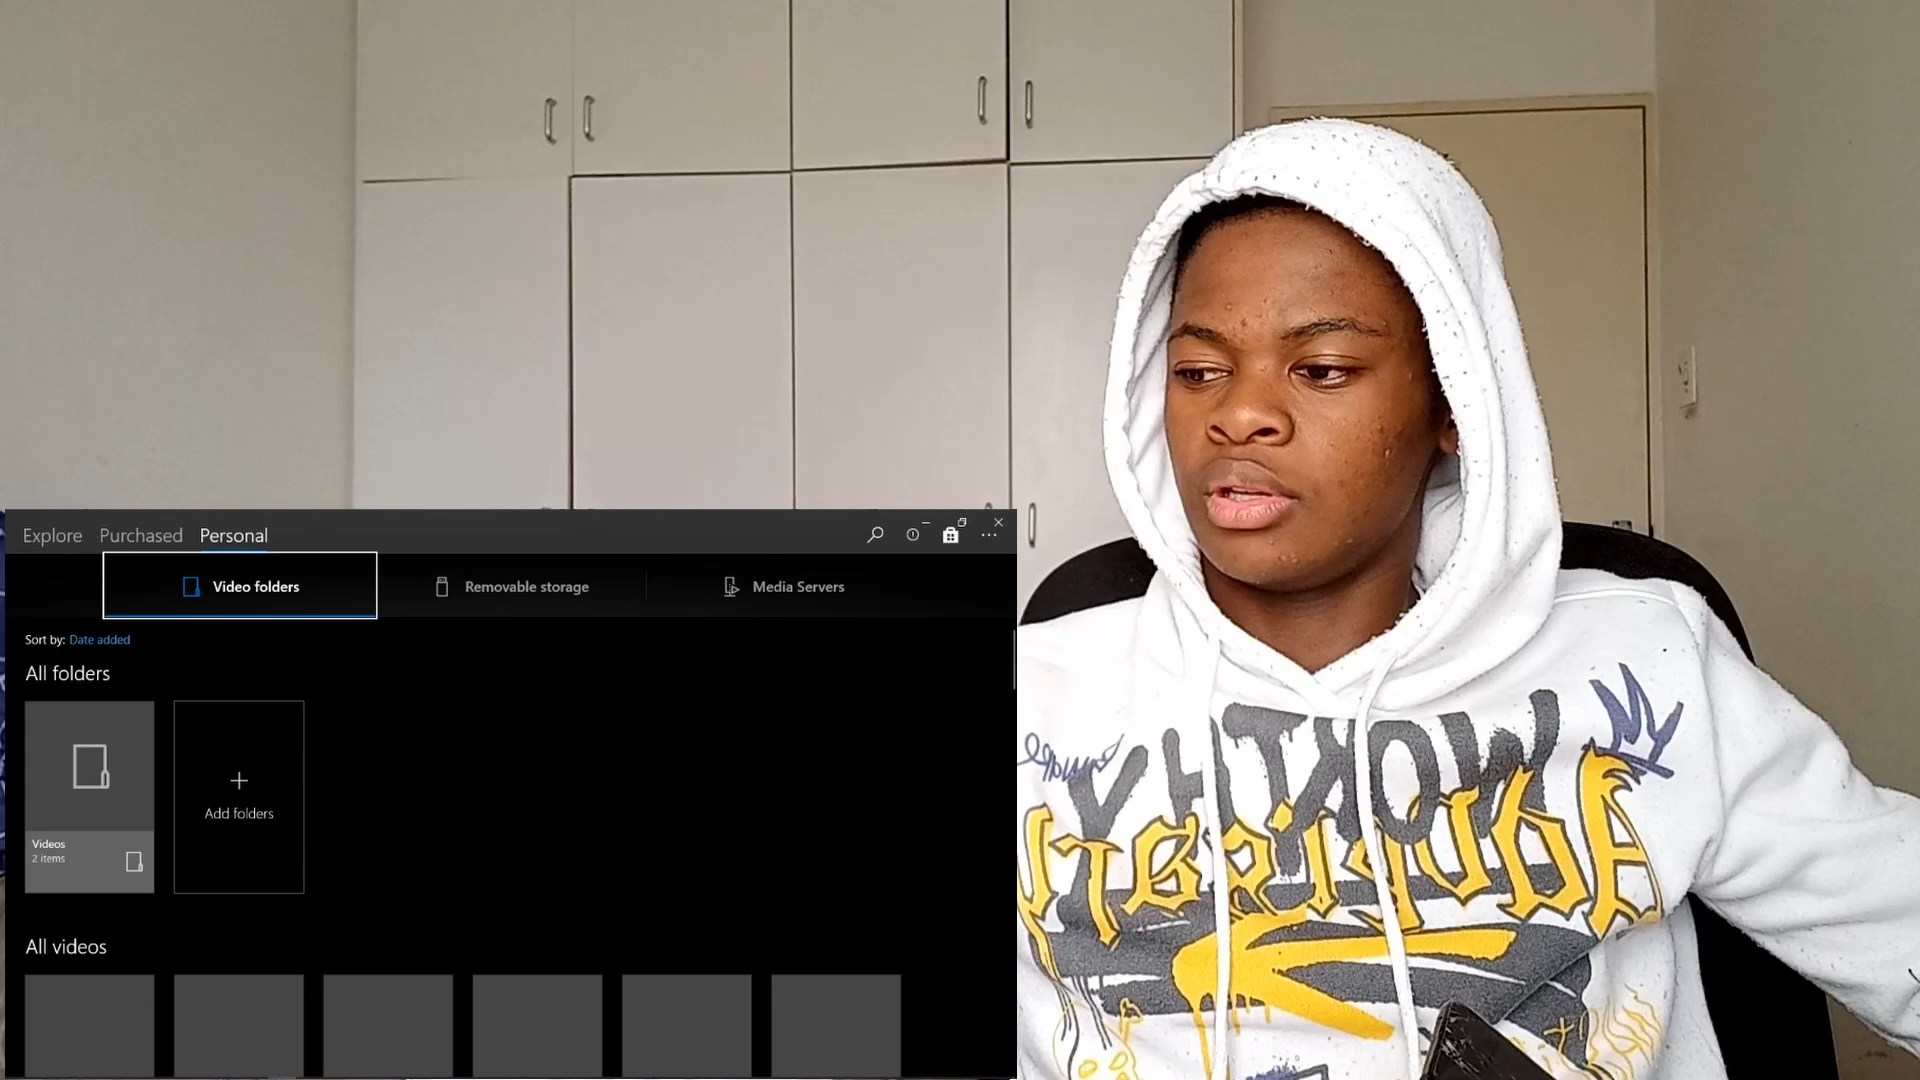 Explore Purchased Personal
Video folders Removable storage Media Servers
Sort by: Date added
All folders
Videos
2 items
Add folders
All videos
WORTHY